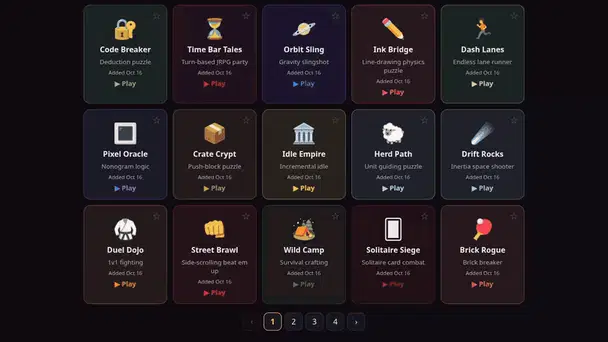 Code Breaker
Deduction puzzle
Added Oct 16
▶ Play
Time Bar Tales
Turn-based JRPG party
Added Oct 16
▶ Play
Orbit Sling
Gravity slingshot
Added Oct 16
▶ Play
Ink Bridge
Line-drawing physics
puzzle
Added Oct 16
▶ Play
Dash Lanes
Endless lane runner
Added Oct 16
▶ Play
Pixel Oracle
Nonogram logic
Added Oct 16
▶ Play
Crate Crypt
Push-block puzzle
Added Oct 16
▶ Play
Idle Empire
Incremental idle
Added Oct 16
▶ Play
Herd Path
Unit guiding puzzle
Added Oct 16
▶ Play
Drift Rocks
Inertia space shooter
Added Oct 16
▶ Play
Duel Dojo
1v1 fighting
Added Oct 16
▶ Play
Street Brawl
Side-scrolling beat em
up
Added Oct 16
▶ Play
Wild Camp
Survival crafting
Added Oct 16
▶ Play
Solitaire Siege
Solitaire card combat
Added Oct 16
▶ Play
Brick Rogue
Brick breaker
Added Oct 16
▶ Play
‹ 1 2 3 4 ›